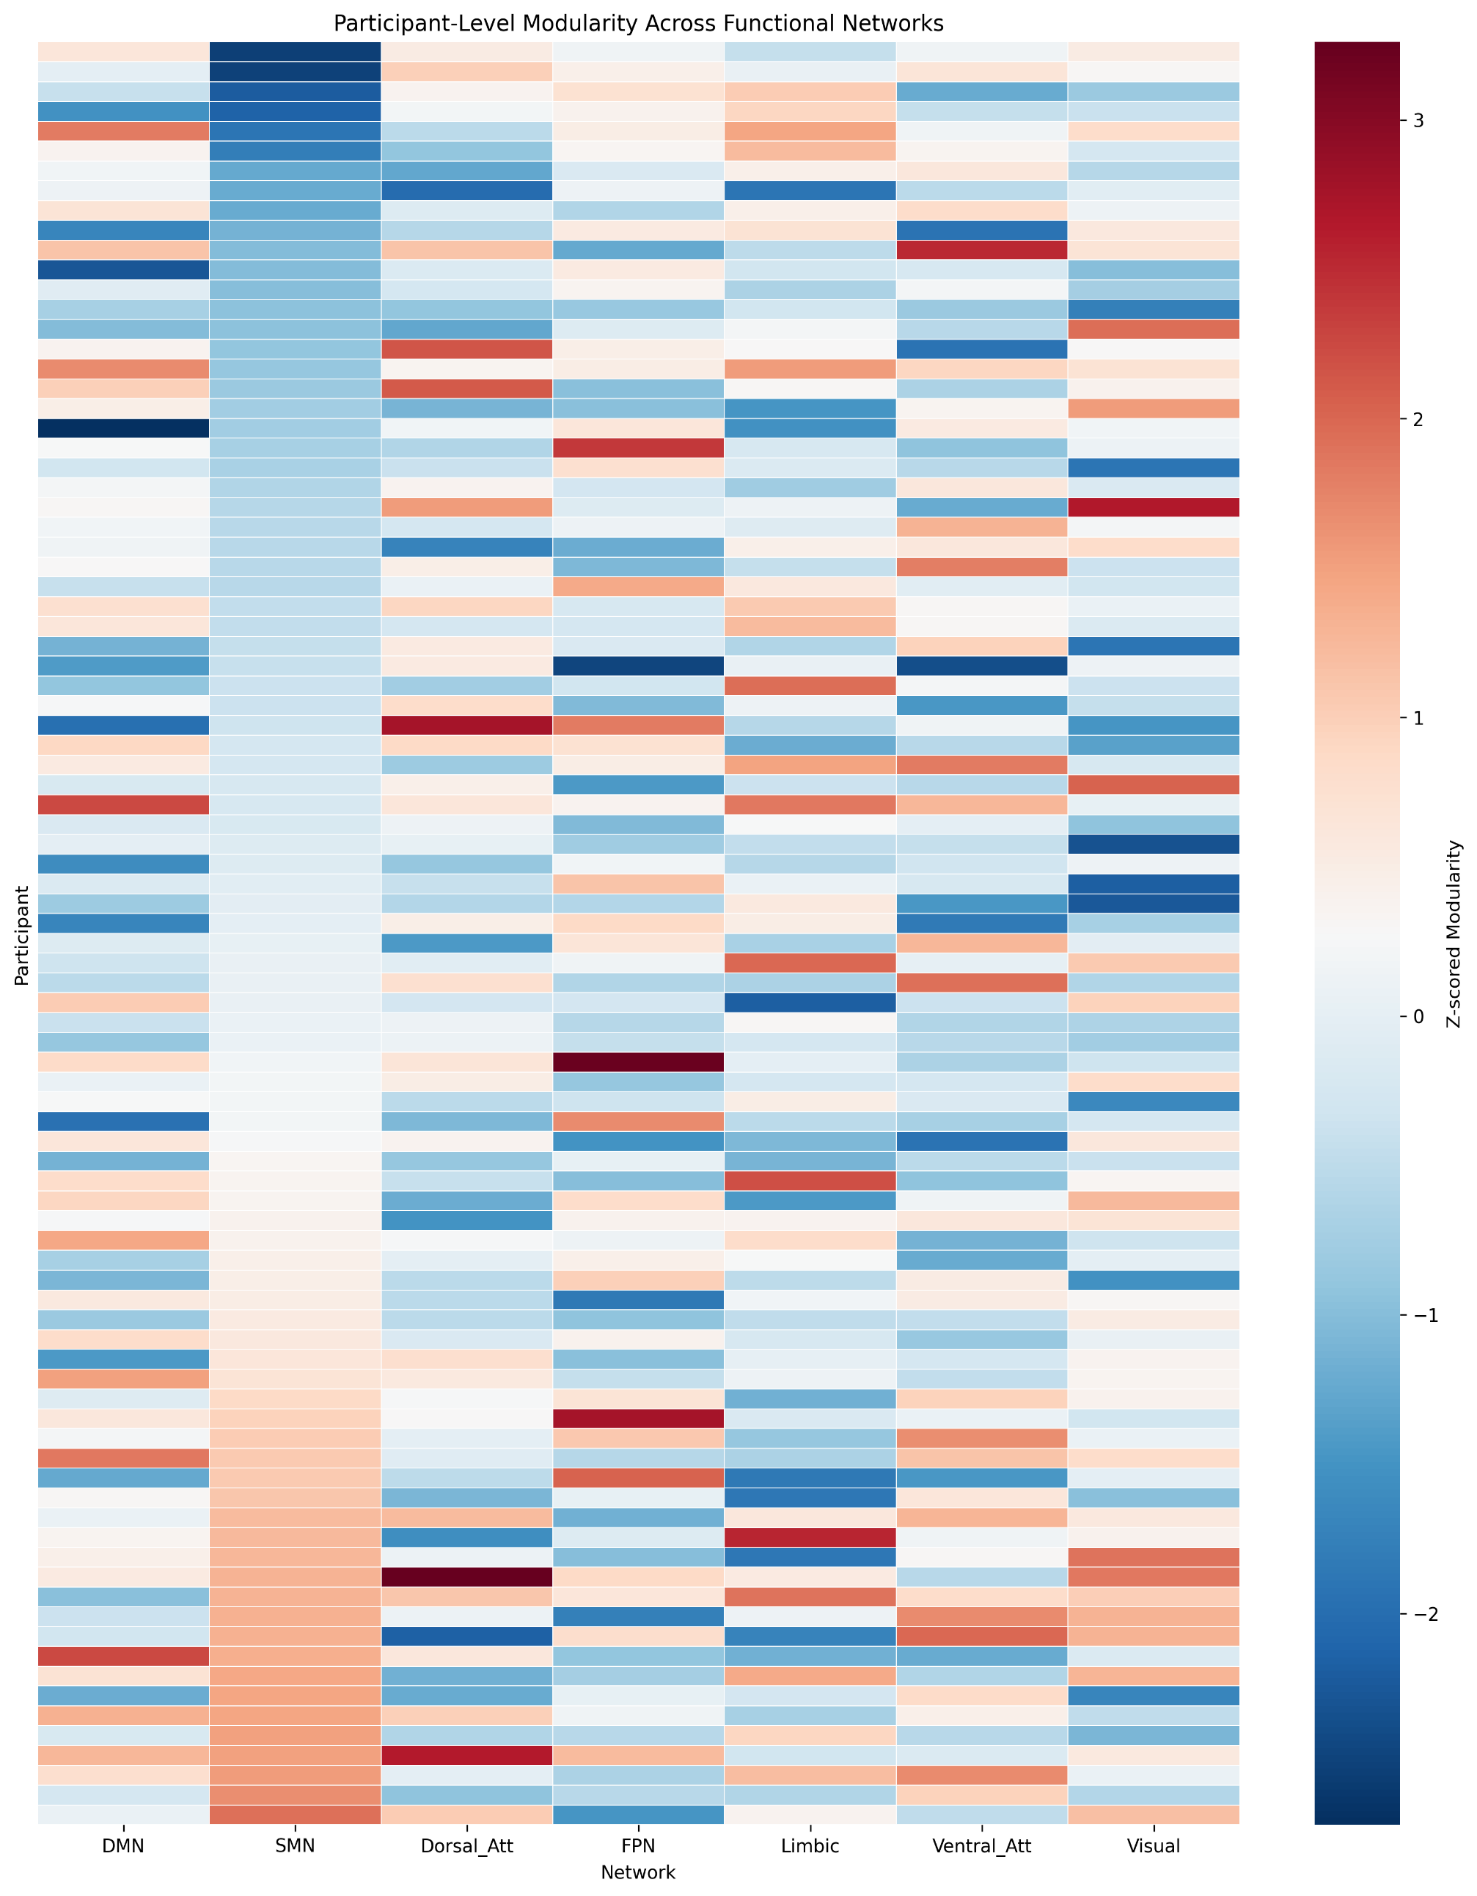 Participant-Level Modularity Across Functional Networks
Participant
DMN
SMN
Dorsal_Att
FPN
Limbic
Ventral_Att
Visual
Network
3
2
1
0
−1
−2
Z-scored Modularity